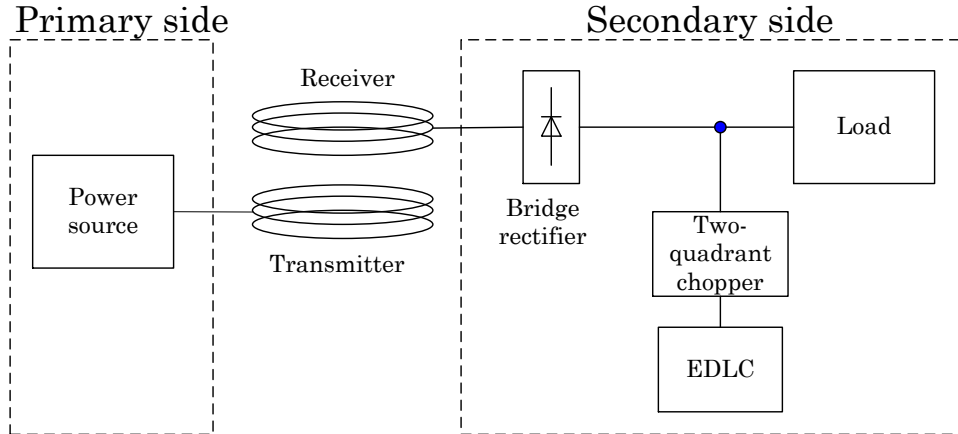 Primary side
Secondary side
Receiver
Load
Power
source
Bridge
rectifier
Transmitter
Two-
quadrant
chopper
EDLC